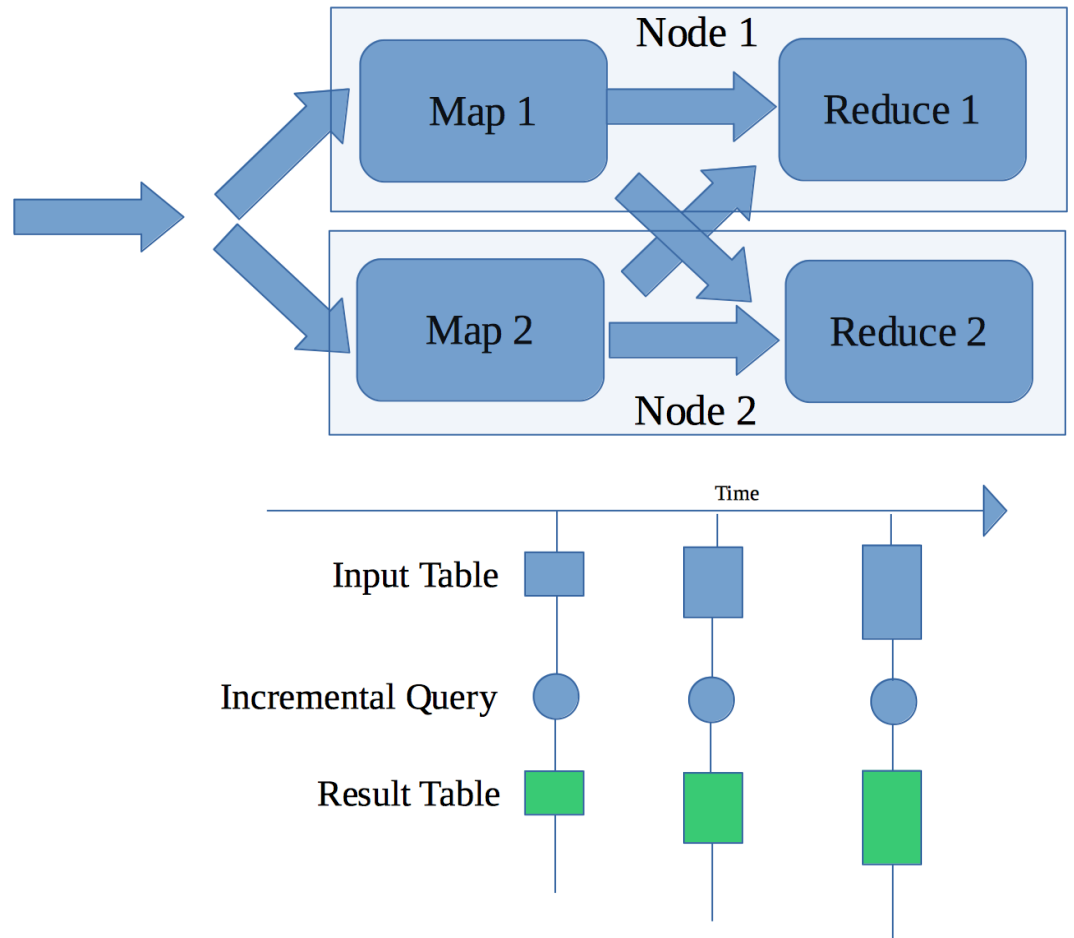 Node 1
Map 1
Reduce 1
Map 2
Reduce 2
Node 2
Time
Input Table
Incremental Query
Result Table